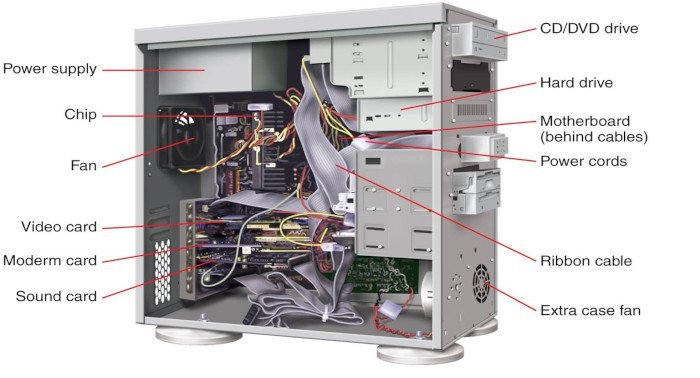 CD/DVD drive
Power supply
Hard drive
Chip
Motherboard
(behind cables)
Fan
Power cords
Video card
Moderm card
Ribbon cable
Sound card
Extra case fan